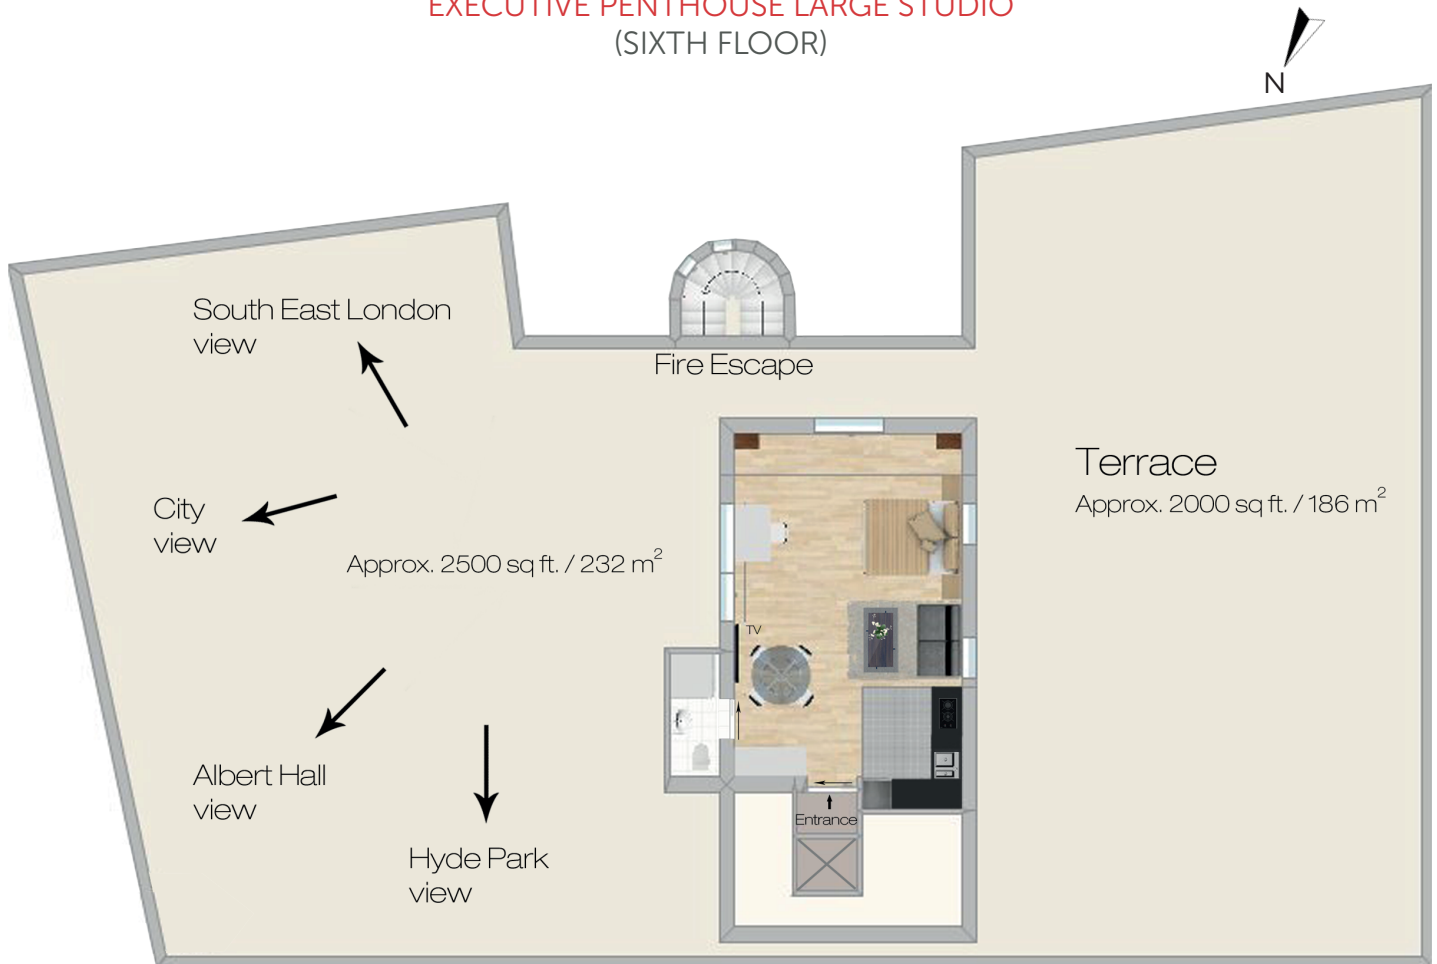 EXECUTIVE PENTHOUSE LARGE STUDIO
(SIXTH FLOOR)
N
South East London
view
Fire Escape
Terrace
Approx. 2000 sq ft. / 186 m²
City
view
Approx. 2500 sq ft. / 232 m²
TV
Albert Hall
view
Entrance
Hyde Park
view